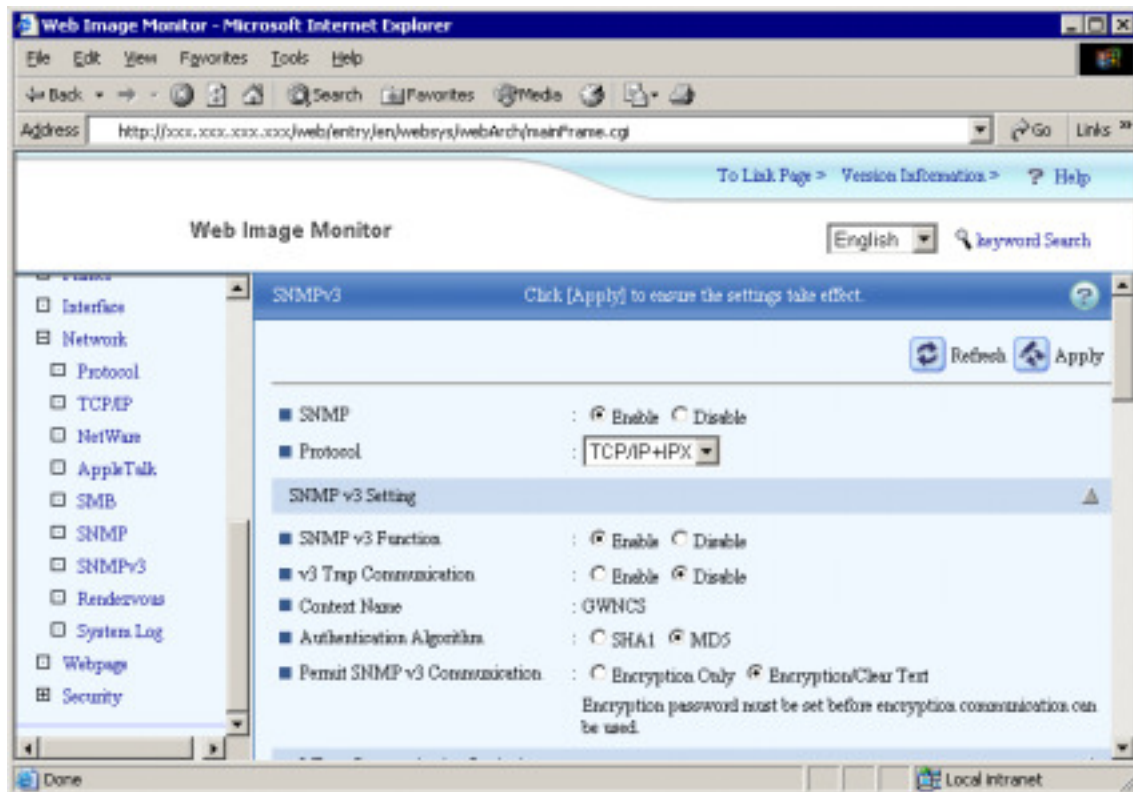 Web Image Monitor - Microsoft Internet Explorer
File Edit View Favorites Tools Help
Back Search Favorites Media
Address http://xxx.xxx.xxx.xxx/web/entry/en/websys/webArch/mainFrame.cgi Go Links »
To Link Page > Version Information > ? Help
Web Image Monitor
English keyword Search
Interface
Network
Protocol
TCP/IP
NetWare
AppleTalk
SMB
SNMP
SNMPv3
Rendezvous
System Log
Webpage
Security
SNMPv3 Click [Apply] to ensure the settings take effect. ?
Refresh Apply
SNMP : Enable Disable
Protocol : TCP/IP+IPX
SNMP v3 Setting
SNMP v3 Function : Enable Disable
v3 Trap Communication : Enable Disable
Context Name : GWNCS
Authentication Algorithm : SHA1 MD5
Permit SNMP v3 Communication : Encryption Only Encryption/Clear Text
Encryption password must be set before encryption communication can
be used.
Done Local intranet